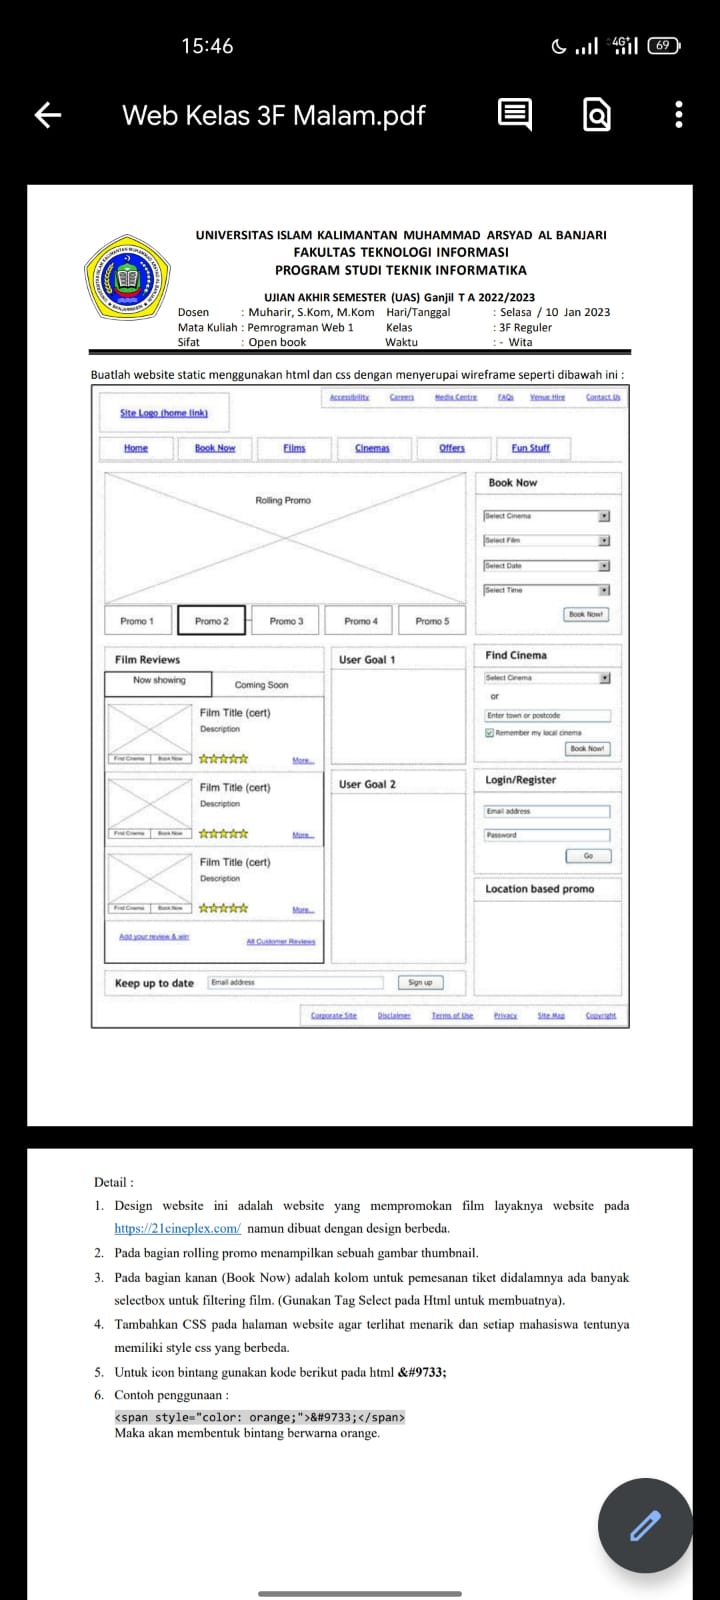 15:46
4G+
69
Web Kelas 3F Malam.pdf
UNIVERSITAS ISLAM KALIMANTAN MUHAMMAD ARSYAD AL BANJARI
FAKULTAS TEKNOLOGI INFORMASI
PROGRAM STUDI TEKNIK INFORMATIKA
UJIAN AKHIR SEMESTER (UAS) Ganjil T A 2022/2023
Dosen : Muharir, S.Kom, M.Kom Hari/Tanggal : Selasa / 10 Jan 2023
Mata Kuliah : Pemrograman Web 1 Kelas : 3F Reguler
Sifat : Open book Waktu : - Wita
Buatlah website static menggunakan html dan css dengan menyerupai wireframe seperti dibawah ini :
Accessibility Careers Media Centre FAQs Venue Hire Contact Us
Site Logo (home link)
Home Book Now Films Cinemas Offers Fun Stuff
Rolling Promo
Promo 1 Promo 2 Promo 3 Promo 4 Promo 5
Book Now
Select Cinema
Select Film
Select Date
Select Time
Book Now!
Film Reviews
Now showing Coming Soon
Film Title (cert)
Description
Find Cinema Book Now More...
Film Title (cert)
Description
Find Cinema Book Now More...
Film Title (cert)
Description
Find Cinema Book Now More...
Add your review & win All Customer Reviews
User Goal 1
User Goal 2
Find Cinema
Select Cinema
or
Enter town or postcode
Remember my local cinema
Book Now!
Login/Register
Email address
Password
Go
Location based promo
Keep up to date Email address Sign up
Corporate Site Disclaimer Terms of Use Privacy Site Map Copyright
Detail :
1. Design website ini adalah website yang mempromokan film layaknya website pada
https://21cineplex.com/ namun dibuat dengan design berbeda.
2. Pada bagian rolling promo menampilkan sebuah gambar thumbnail.
3. Pada bagian kanan (Book Now) adalah kolom untuk pemesanan tiket didalamnya ada banyak
selectbox untuk filtering film. (Gunakan Tag Select pada Html untuk membuatnya).
4. Tambahkan CSS pada halaman website agar terlihat menarik dan setiap mahasiswa tentunya
memiliki style css yang berbeda.
5. Untuk icon bintang gunakan kode berikut pada html &#9733;
6. Contoh penggunaan :
<span style="color: orange;">&#9733;</span>
Maka akan membentuk bintang berwarna orange.